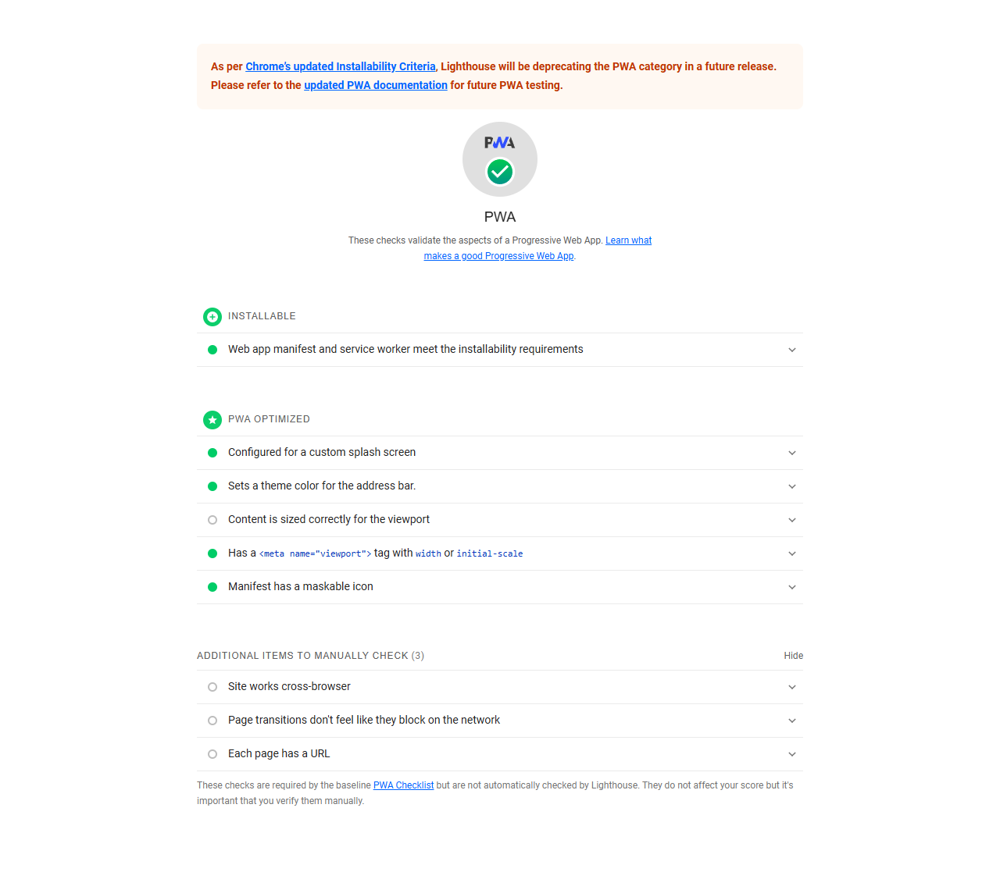 As per Chrome's updated Installability Criteria, Lighthouse will be deprecating the PWA category in a future release.
Please refer to the updated PWA documentation for future PWA testing.
PWA
PWA
These checks validate the aspects of a Progressive Web App. Learn what
makes a good Progressive Web App.
INSTALLABLE
Web app manifest and service worker meet the installability requirements
PWA OPTIMIZED
Configured for a custom splash screen
Sets a theme color for the address bar.
Content is sized correctly for the viewport
Has a <meta name="viewport"> tag with width or initial-scale
Manifest has a maskable icon
ADDITIONAL ITEMS TO MANUALLY CHECK (3)
Hide
Site works cross-browser
Page transitions don't feel like they block on the network
Each page has a URL
These checks are required by the baseline PWA Checklist but are not automatically checked by Lighthouse. They do not affect your score but it's
important that you verify them manually.